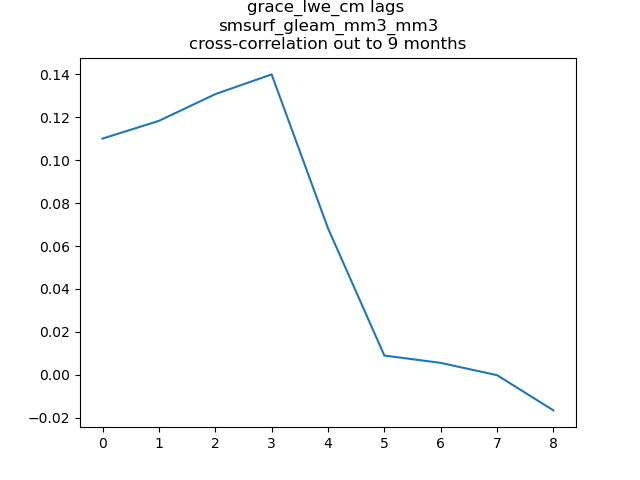 grace_lwe_cm lags
smsurf_gleam_mm3_mm3
cross-correlation out to 9 months
0.14
0.12
0.10
0.08
0.06
0.04
0.02
0.00
−0.02
0 1 2 3 4 5 6 7 8